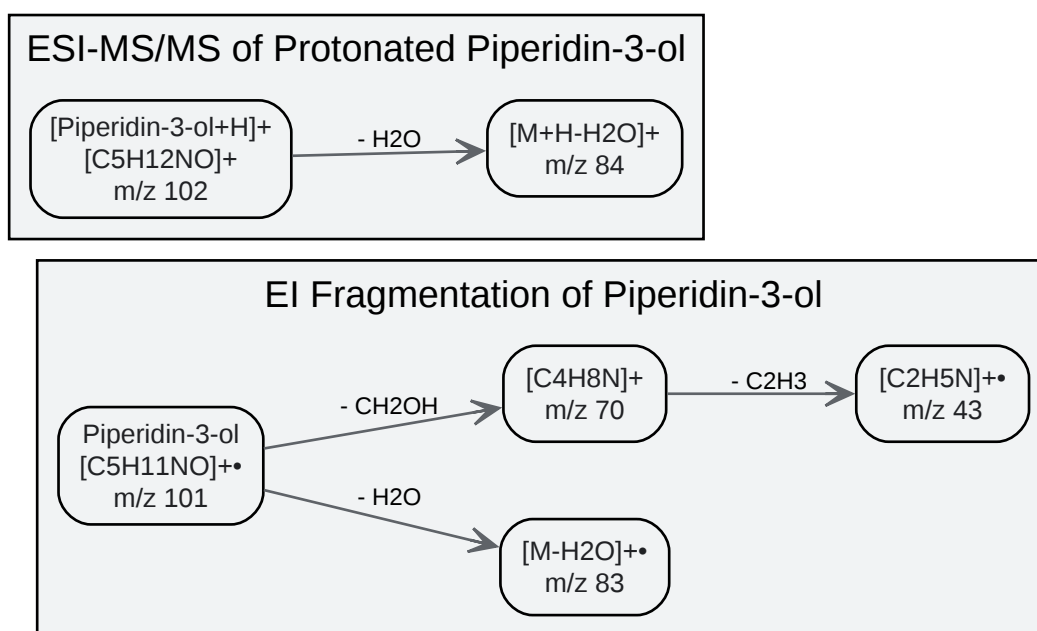 ESI-MS/MS of Protonated Piperidin-3-ol
[Piperidin-3-ol+H]+
[C5H12NO]+
m/z 102
- H2O
[M+H-H2O]+
m/z 84
EI Fragmentation of Piperidin-3-ol
Piperidin-3-ol
[C5H11NO]+•
m/z 101
- CH2OH
[C4H8N]+
m/z 70
- C2H3
[C2H5N]+•
m/z 43
- H2O
[M-H2O]+•
m/z 83